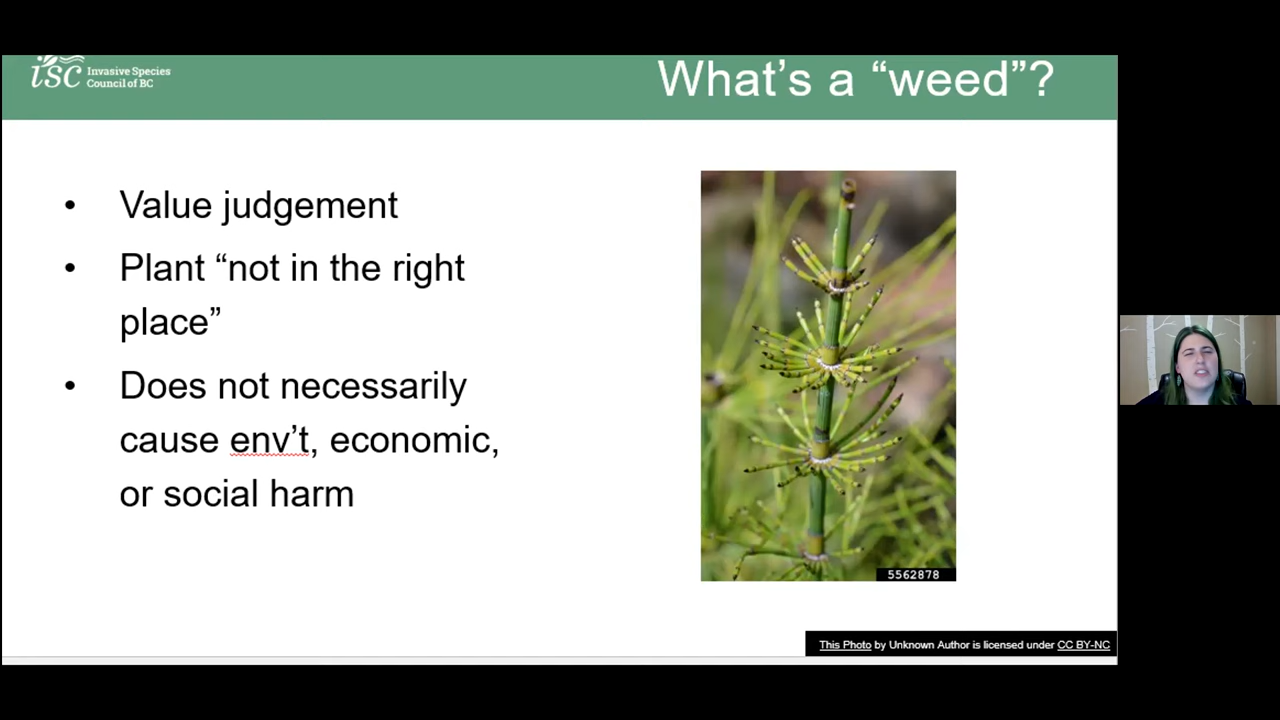 isc Invasive Species
Council of BC
What's a “weed”?
• Value judgement
• Plant “not in the right
place”
• Does not necessarily
cause env’t, economic,
or social harm
5562878
This Photo by Unknown Author is licensed under CC BY-NC